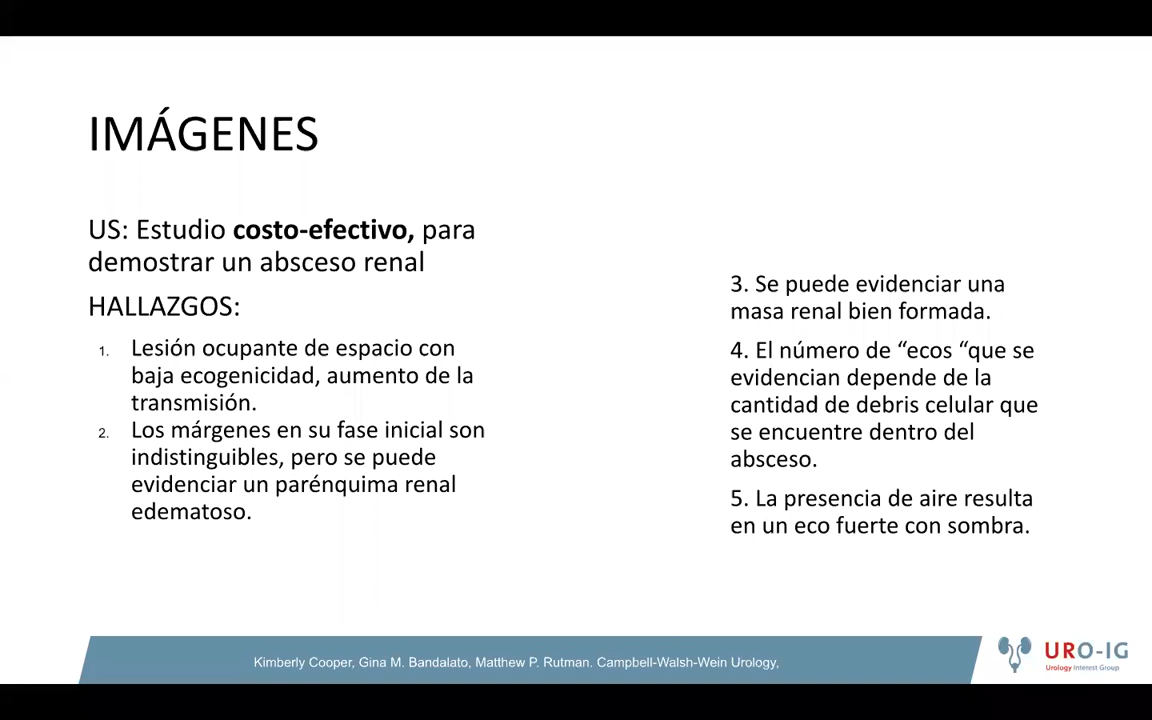 IMÁGENES
US: Estudio costo-efectivo, para
demostrar un absceso renal
HALLAZGOS:
1. Lesión ocupante de espacio con
baja ecogenicidad, aumento de la
transmisión.
2. Los márgenes en su fase inicial son
indistinguibles, pero se puede
evidenciar un parénquima renal
edematoso.
3. Se puede evidenciar una
masa renal bien formada.
4. El número de “ecos “que se
evidencian depende de la
cantidad de debris celular que
se encuentre dentro del
absceso.
5. La presencia de aire resulta
en un eco fuerte con sombra.
Kimberly Cooper, Gina M. Bandalato, Matthew P. Rutman. Campbell-Walsh-Wein Urology,
URO-IG
Urology Interest Group